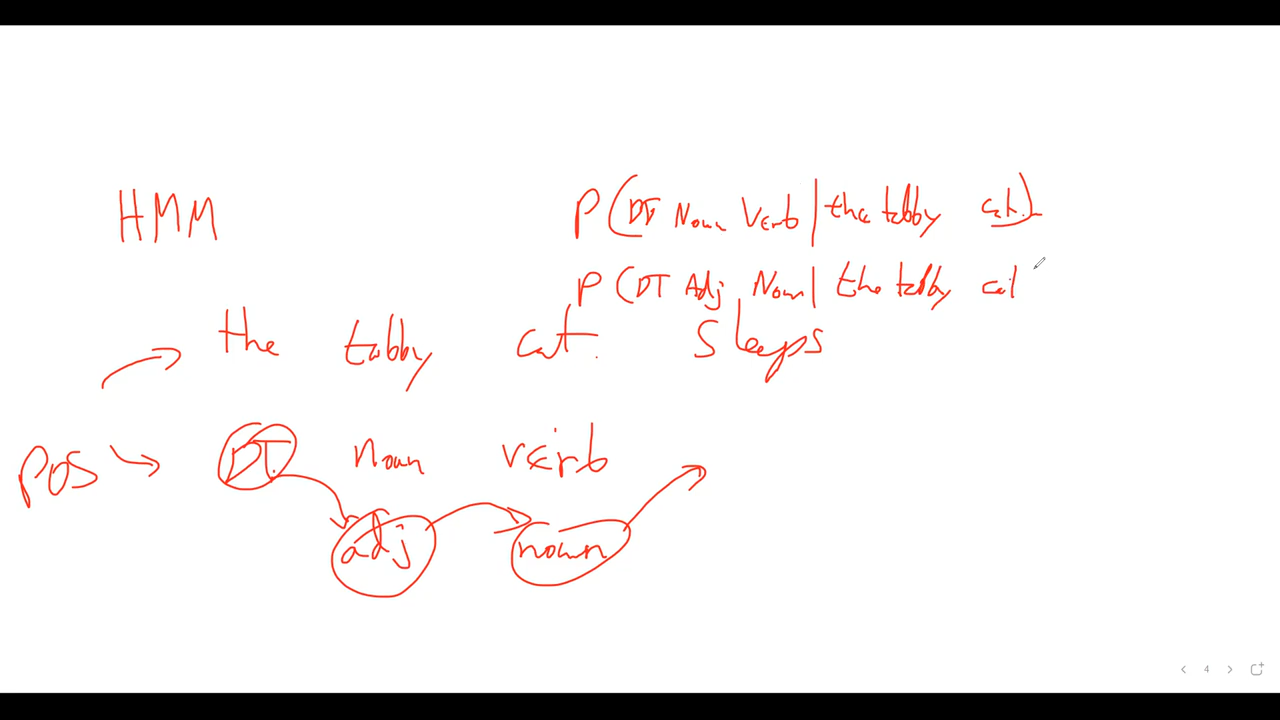 HMM
P(DT Noun Verb|the tabby cat.)
P(DT Adj Noun| the tabby cat
the tabby cat. sleeps
POS DT. noun verb
adj noun
4